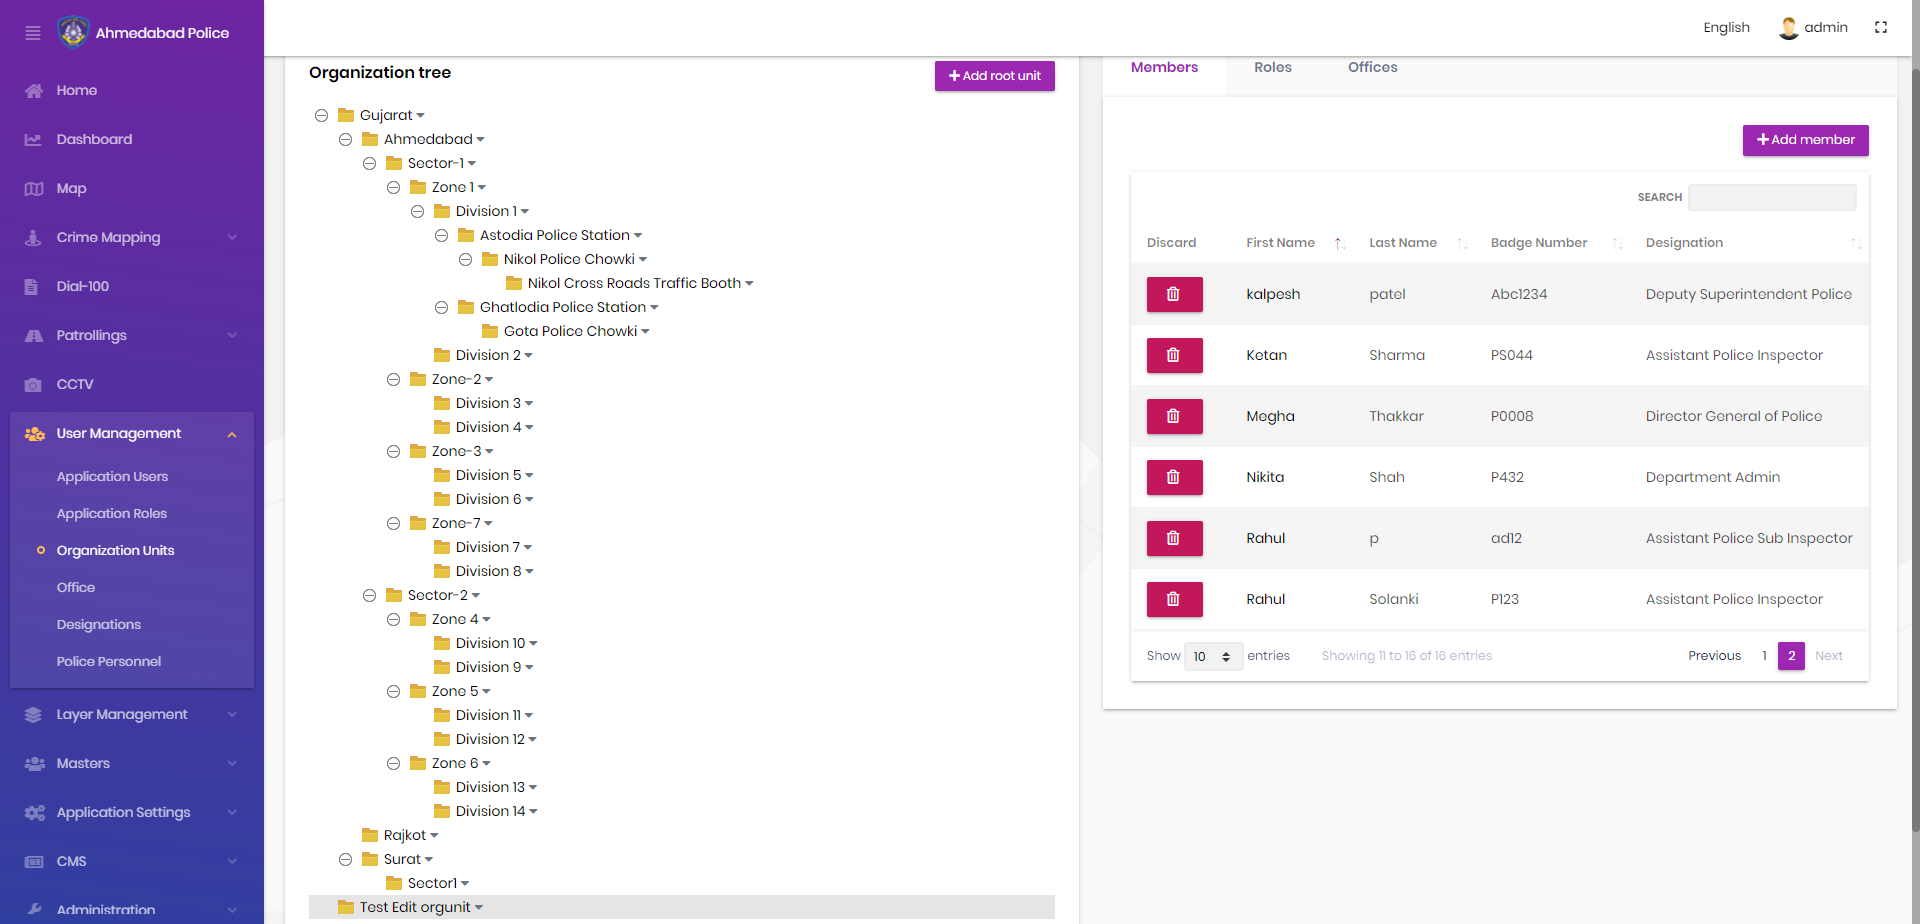 Ahmedabad Police
English
admin
Home
Dashboard
Map
Crime Mapping
Dial-100
Patrollings
CCTV
User Management
Application Users
Application Roles
Organization Units
Office
Designations
Police Personnel
Layer Management
Masters
Application Settings
CMS
Administration
Organization tree
Add root unit
Gujarat
Ahmedabad
Sector-1
Zone 1
Division 1
Astodia Police Station
Nikol Police Chowki
Nikol Cross Roads Traffic Booth
Ghatlodia Police Station
Gota Police Chowki
Division 2
Zone-2
Division 3
Division 4
Zone-3
Division 5
Division 6
Zone-7
Division 7
Division 8
Sector-2
Zone 4
Division 10
Division 9
Zone 5
Division 11
Division 12
Zone 6
Division 13
Division 14
Rajkot
Surat
Sector1
Test Edit orgunit
Members Roles Offices
Add member
SEARCH
Discard First Name Last Name Badge Number Designation
kalpesh patel Abc1234 Deputy Superintendent Police
Ketan Sharma PS044 Assistant Police Inspector
Megha Thakkar P0008 Director General of Police
Nikita Shah P432 Department Admin
Rahul p ad12 Assistant Police Sub Inspector
Rahul Solanki P123 Assistant Police Inspector
Show 10 entries Showing 11 to 16 of 16 entries Previous 1 2 Next